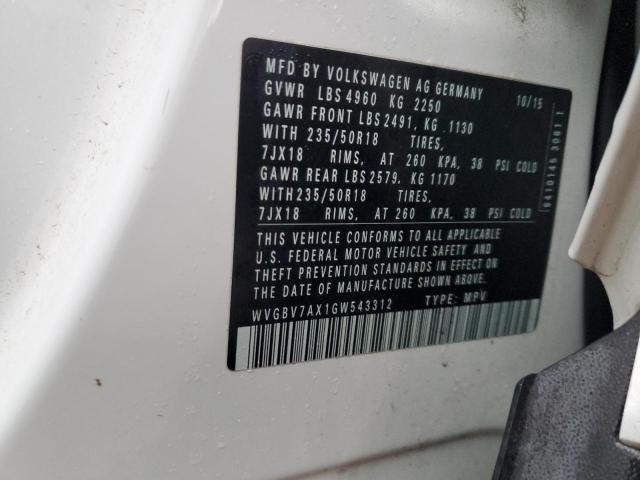 MFD BY VOLKSWAGEN AG GERMANY
GVWR LBS 4960 KG 2250 10/15
GAWR FRONT LBS 2491, KG 1130
WITH 235/50R18 TIRES,
7JX18 RIMS, AT 260 KPA, 38 PSI COLD
GAWR REAR LBS 2579, KG 1170
WITH 235/50R18 TIRES,
7JX18 RIMS, AT 260 KPA, 38 PSI COLD
THIS VEHICLE CONFORMS TO ALL APPLICABLE
U.S. FEDERAL MOTOR VEHICLE SAFETY AND
THEFT PREVENTION STANDARDS IN EFFECT ON
THE DATE OF MANUFACTURE SHOWN ABOVE.
WVGBV7AX1GW543312 TYPE: MPV